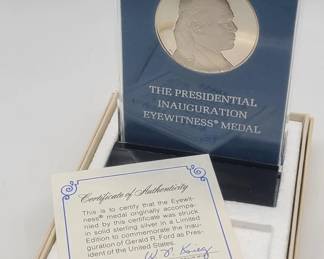 THE PRESIDENTIAL
INAUGURATION
EYEWITNESS® MEDAL
Certificate of Authenticity
This is to certify that the Eyewit-
ness® medal originally accompa-
nied by this certificate was struck
in solid sterling silver in a Limited
Edition to commemorate the inau-
guration of Gerald R. Ford as Pres-
ident of the United States.